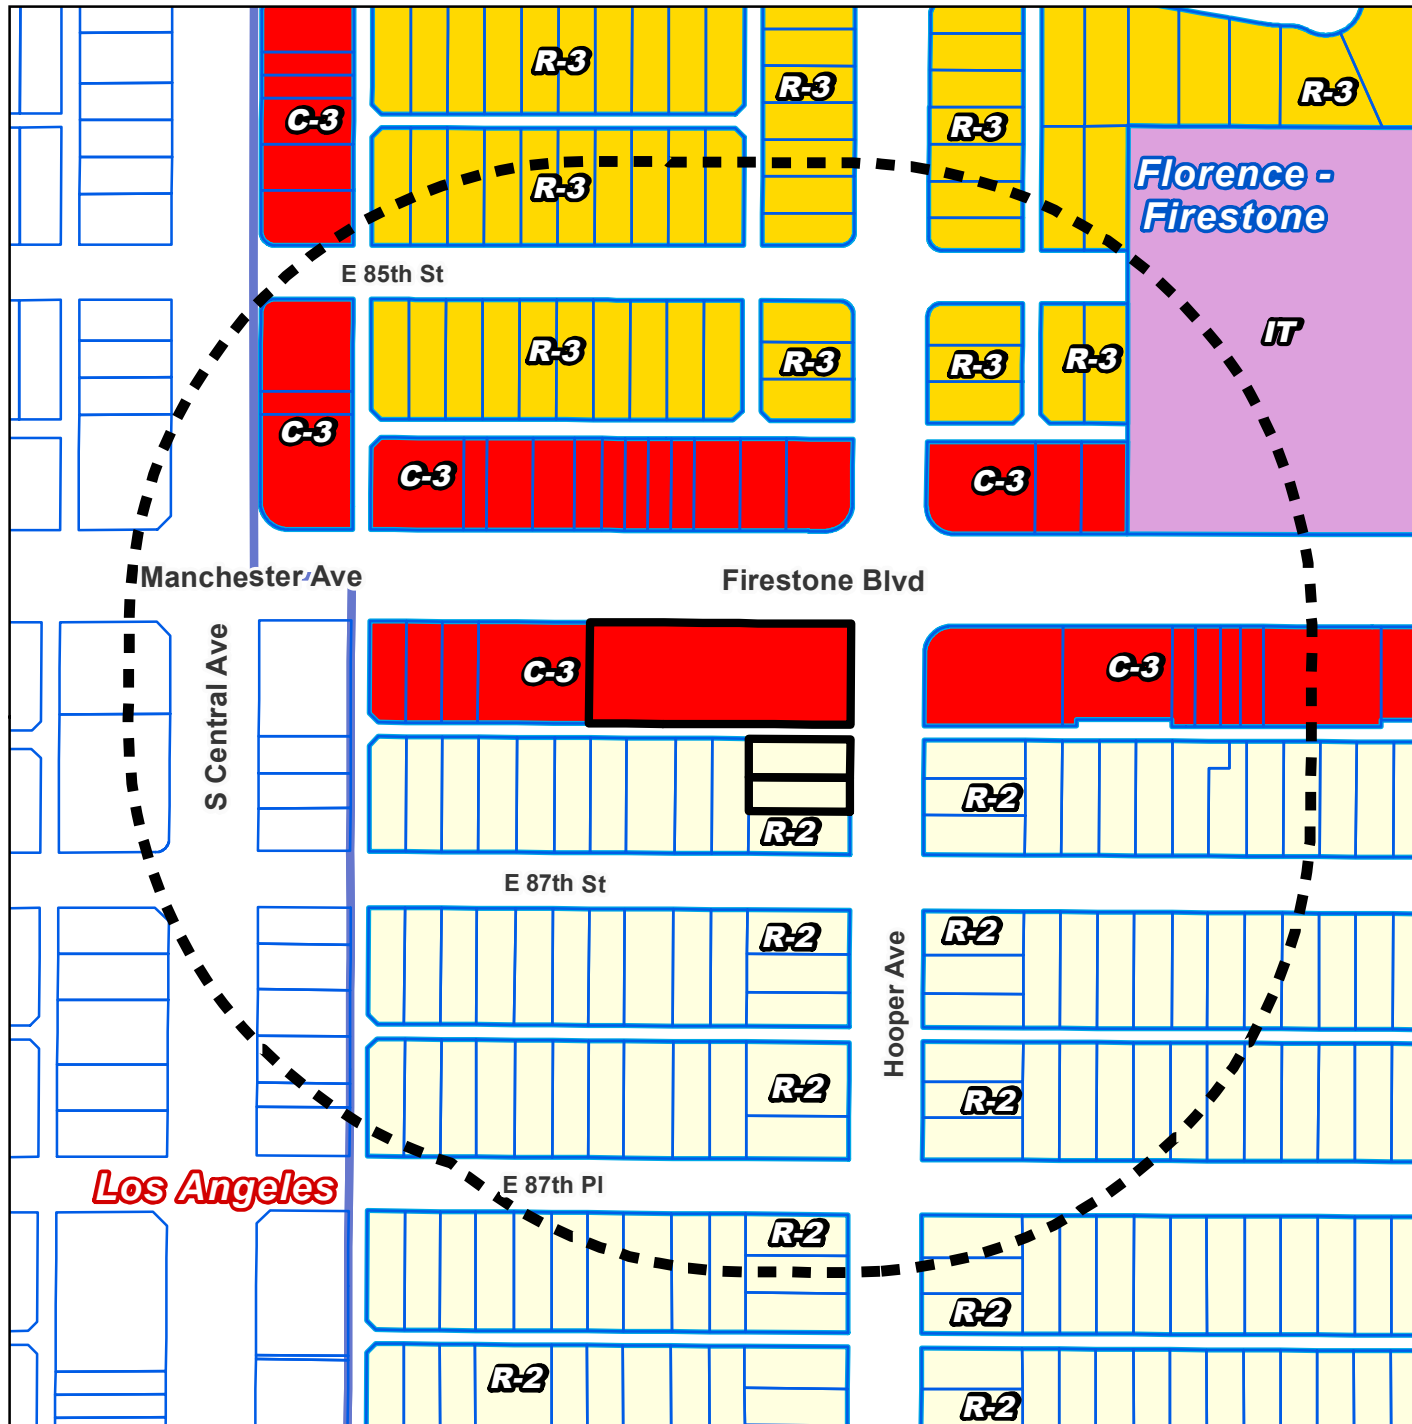 R-3
R-3
R-3
C-3
R-3
Florence -
Firestone
R-3
E 85th St
IT
R-3
R-3
R-3
R-3
C-3
C-3
C-3
Manchester Ave
Firestone Blvd
S Central Ave
C-3
C-3
R-2
R-2
E 87th St
R-2
R-2
Hooper Ave
R-2
R-2
Los Angeles
E 87th Pl
R-2
R-2
R-2
R-2